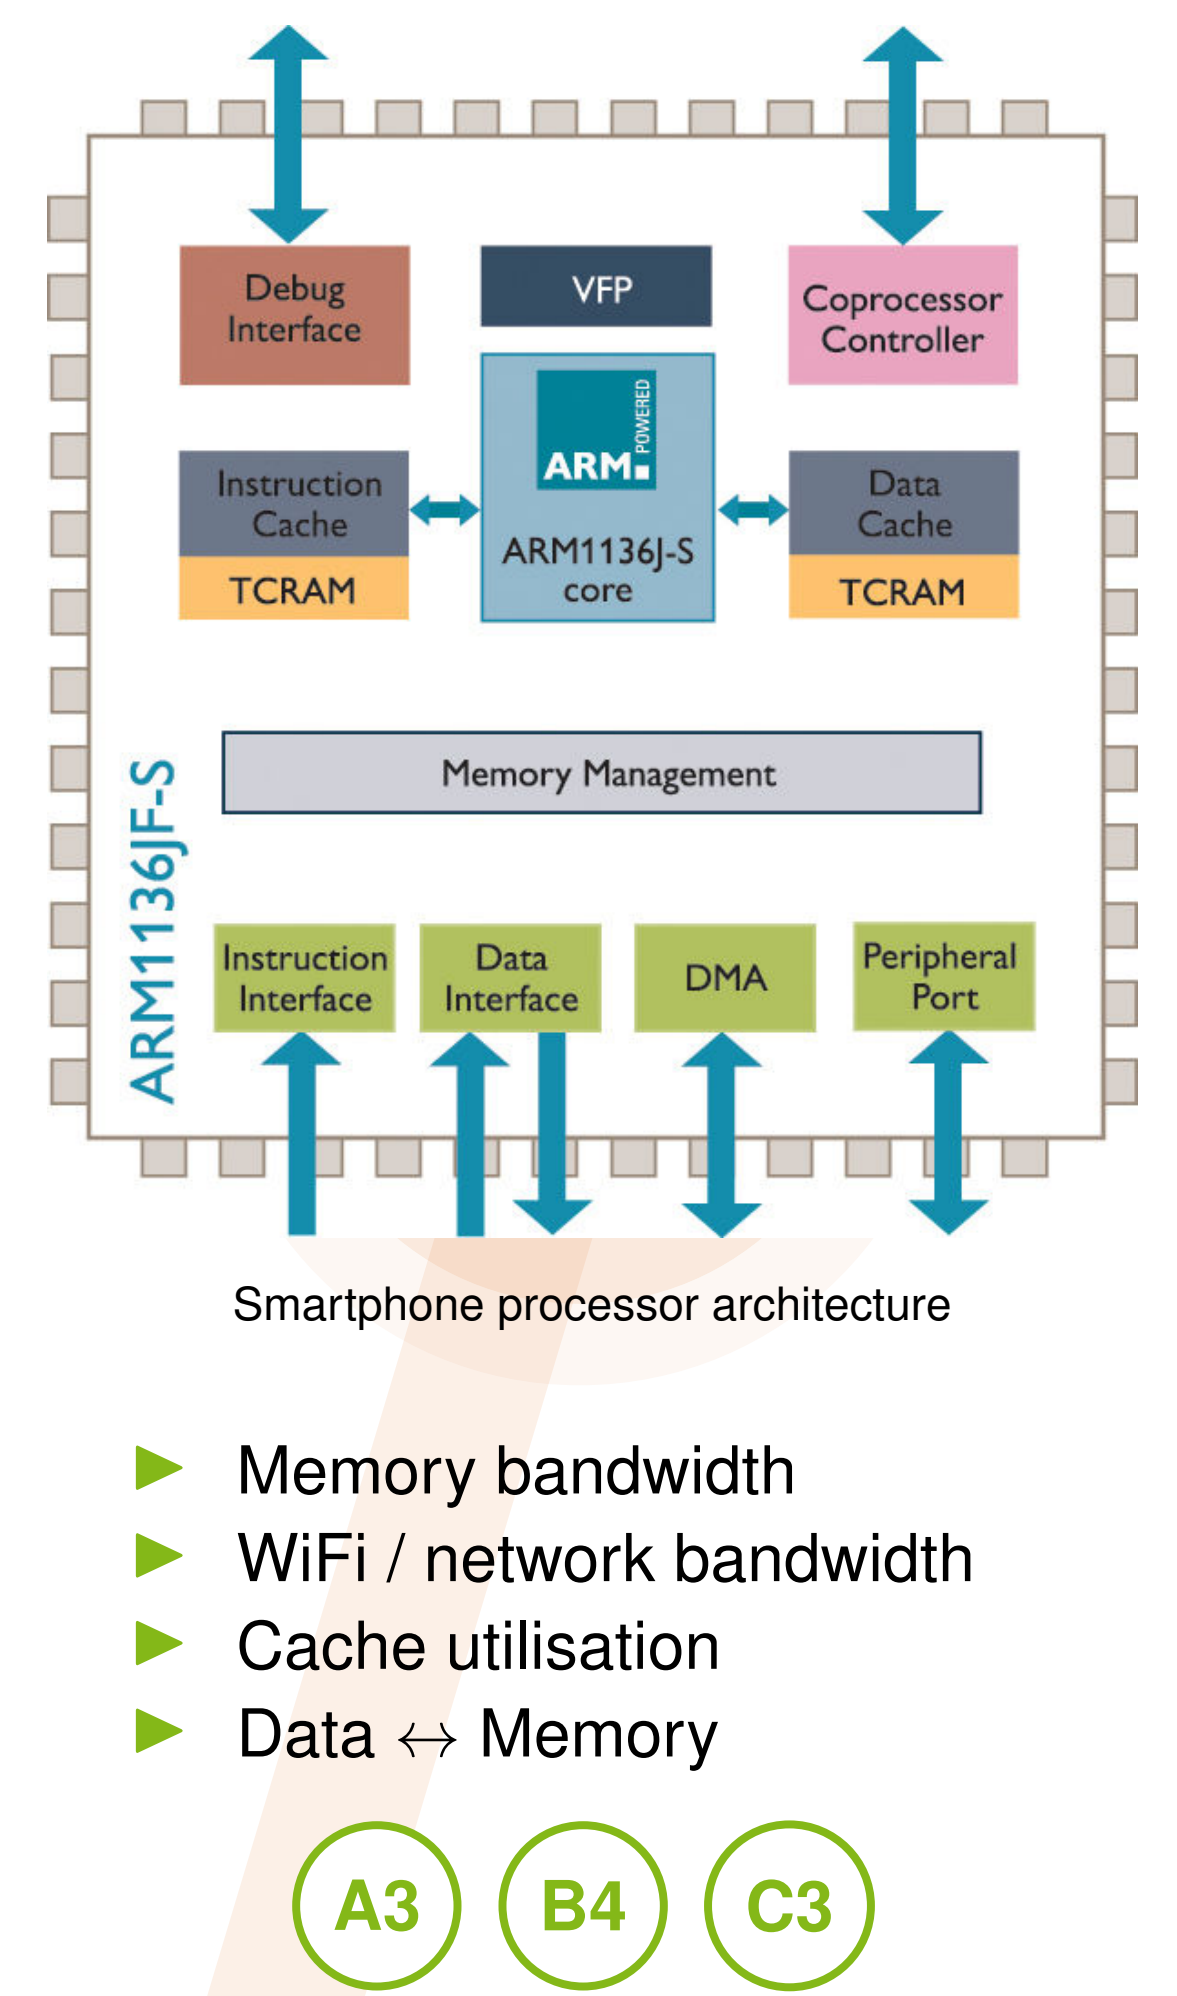 Debug
Interface
VFP
Coprocessor
Controller
ARM
POWERED
Instruction
Cache
TCRAM
ARM1136J-S
core
Data
Cache
TCRAM
Memory Management
ARM1136JF-S
Instruction
Interface
Data
Interface
DMA
Peripheral
Port
Smartphone processor architecture
Memory bandwidth
WiFi / network bandwidth
Cache utilisation
Data ↔ Memory
A3
B4
C3